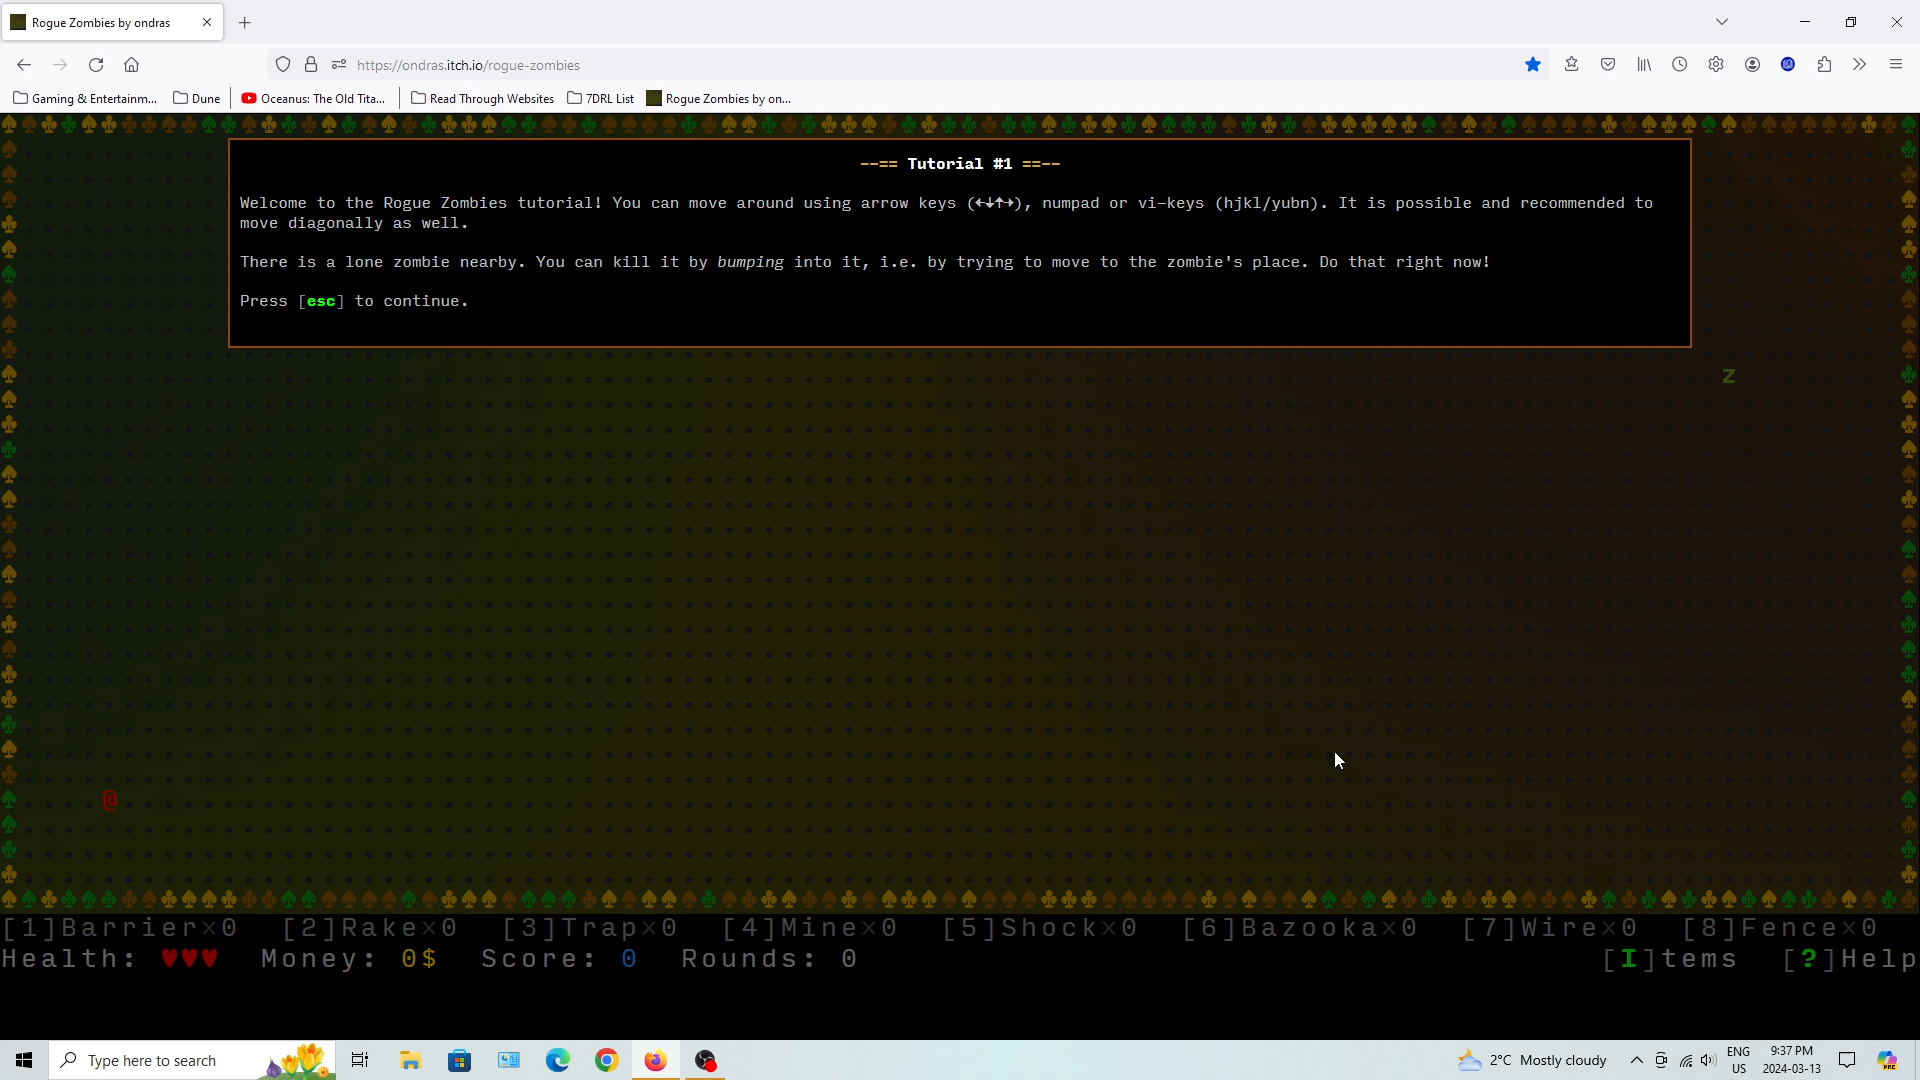 Rogue Zombies by ondras
https://ondras.itch.io/rogue-zombies
Gaming & Entertainm... Dune Oceanus: The Old Tita... Read Through Websites 7DRL List Rogue Zombies by on...
--== Tutorial #1 ==--
Welcome to the Rogue Zombies tutorial! You can move around using arrow keys (←↓↑→), numpad or vi-keys (hjkl/yubn). It is possible and recommended to
move diagonally as well.
There is a lone zombie nearby. You can kill it by bumping into it, i.e. by trying to move to the zombie's place. Do that right now!
Press [esc] to continue.
z
@
[1]Barrier×0 [2]Rake×0 [3]Trap×0 [4]Mine×0 [5]Shock×0 [6]Bazooka×0 [7]Wire×0 [8]Fence×0
Health: ♥♥♥ Money: 0$ Score: 0 Rounds: 0 [I]tems [?]Help
Type here to search
2°C Mostly cloudy
ENG
US
9:37 PM
2024-03-13
PRE